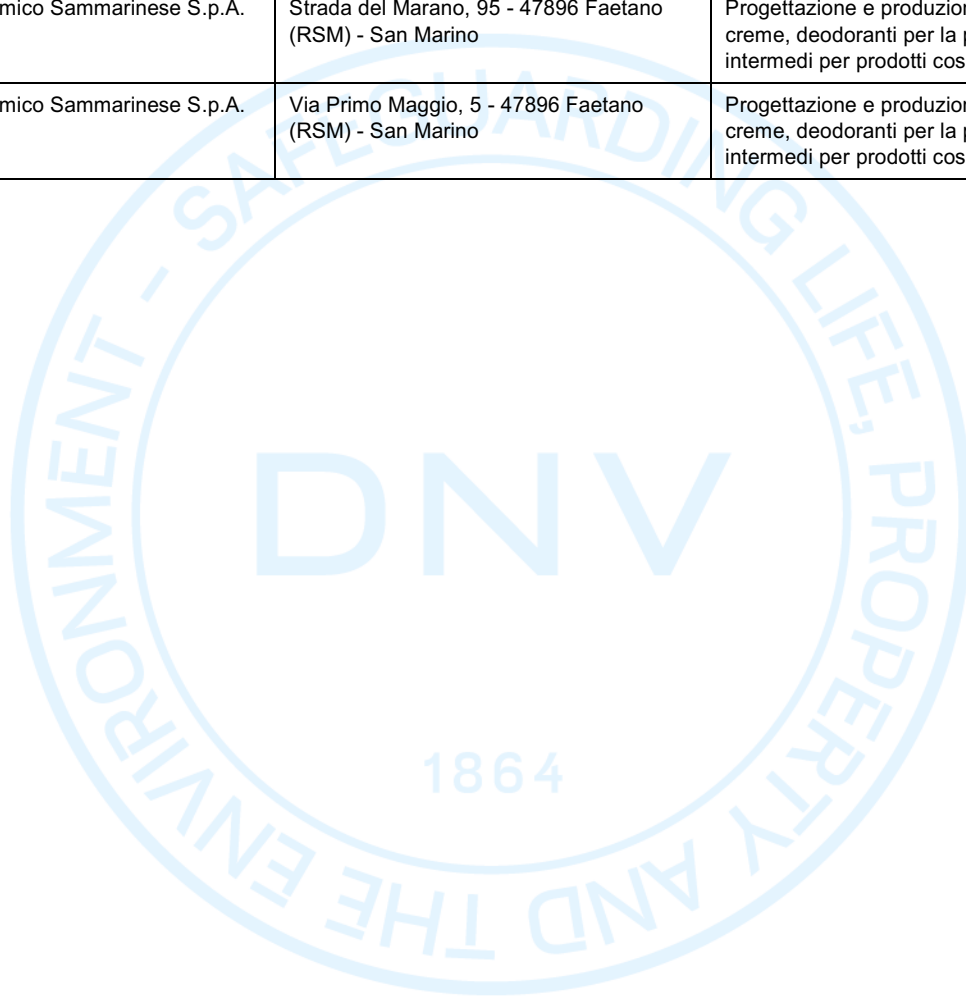 mico Sammarinese S.p.A.
Strada del Marano, 95 - 47896 Faetano
(RSM) - San Marino
Progettazione e produzion
creme, deodoranti per la p
intermedi per prodotti cos
mico Sammarinese S.p.A.
Via Primo Maggio, 5 - 47896 Faetano
(RSM) - San Marino
Progettazione e produzion
creme, deodoranti per la p
intermedi per prodotti cos
SAFEGUARDING LIFE, PROPERTY AND THE ENVIRONMENT -
DNV
1864